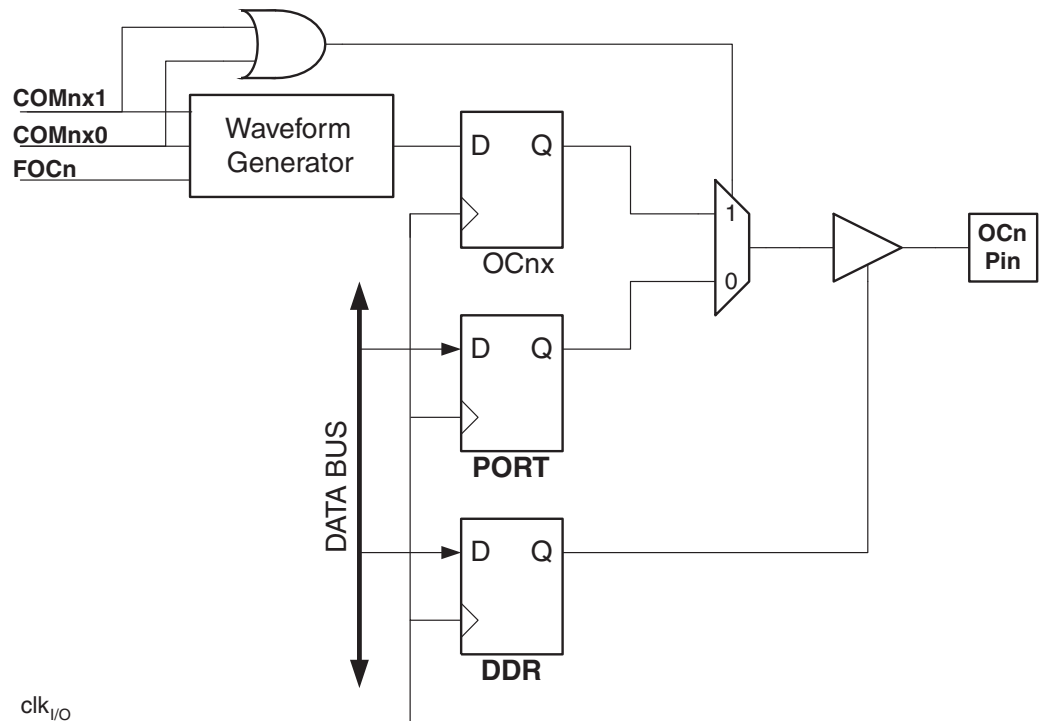 COMnx1
COMnx0
FOCn
Waveform
Generator
D Q
OCnx
1
0
OCn
Pin
D Q
PORT
DATA BUS
D Q
DDR
clkI/O